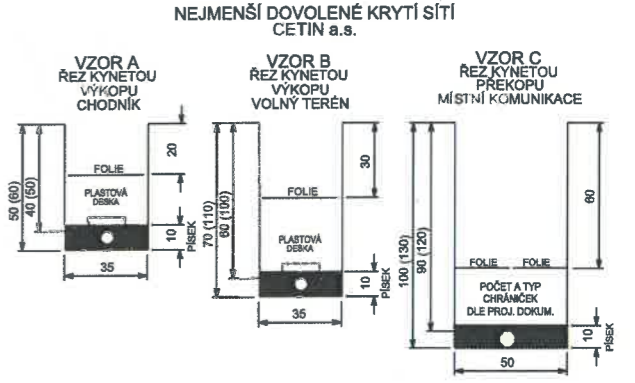 NEJMENŠÍ DOVOLENÉ KRYTÍ SÍTÍ
CETIN a.s.
VZOR A
ŘEZ KYNETOU
VÝKOPU
CHODNÍK
50 (60)
40 (50)
20
FOLIE
PLASTOVÁ
DESKA
10
PÍSEK
35
VZOR B
ŘEZ KYNETOU
VÝKOPU
VOLNÝ TERÉN
70 (110)
60 (100)
30
FOLIE
PLASTOVÁ
DESKA
10
PÍSEK
35
VZOR C
ŘEZ KYNETOU
PŘEKOPU
MÍSTNÍ KOMUNIKACE
100 (130)
90 (120)
60
FOLIE FOLIE
POČET A TYP
CHRÁNIČEK
DLE PROJ. DOKUM.
10
PÍSEK
50